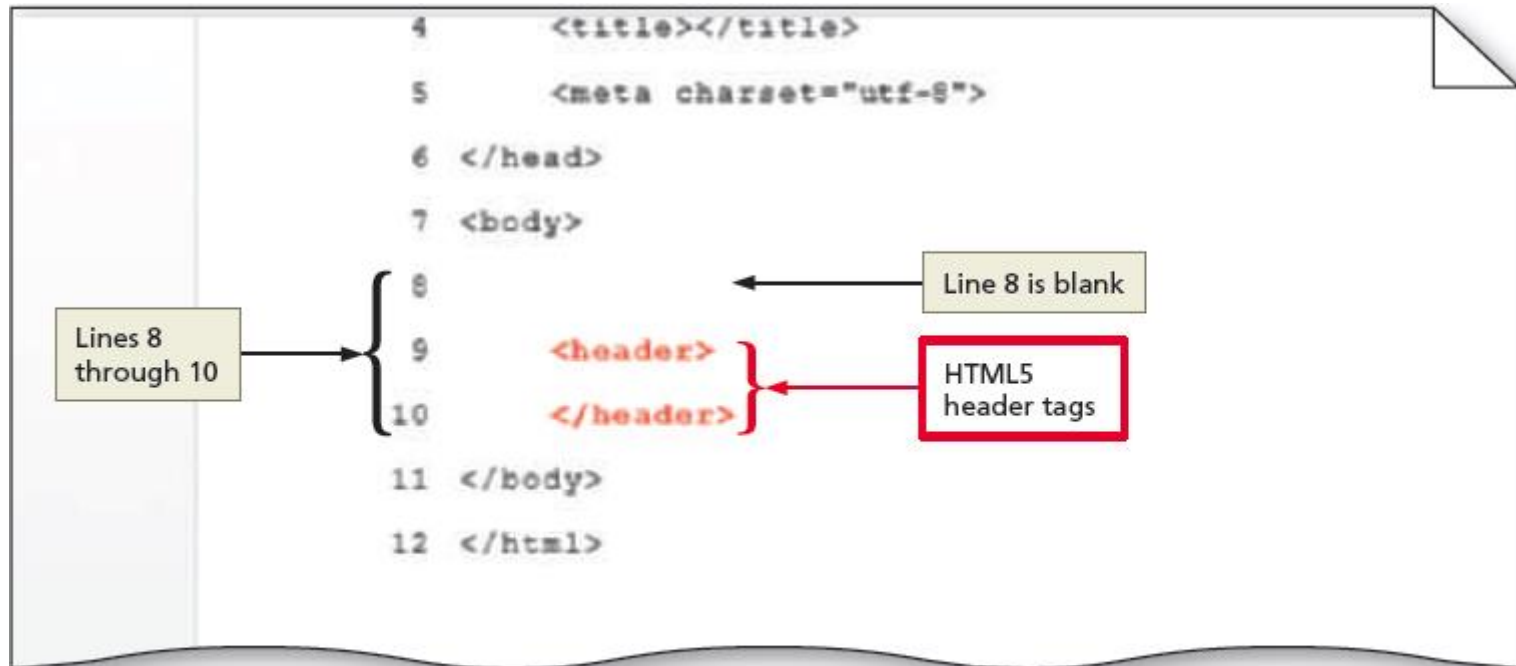 4 <title></title>
5 <meta charset="utf-8">
6 </head>
7 <body>
8
Line 8 is blank
Lines 8
through 10
9 <header>
HTML5
header tags
10 </header>
11 </body>
12 </html>